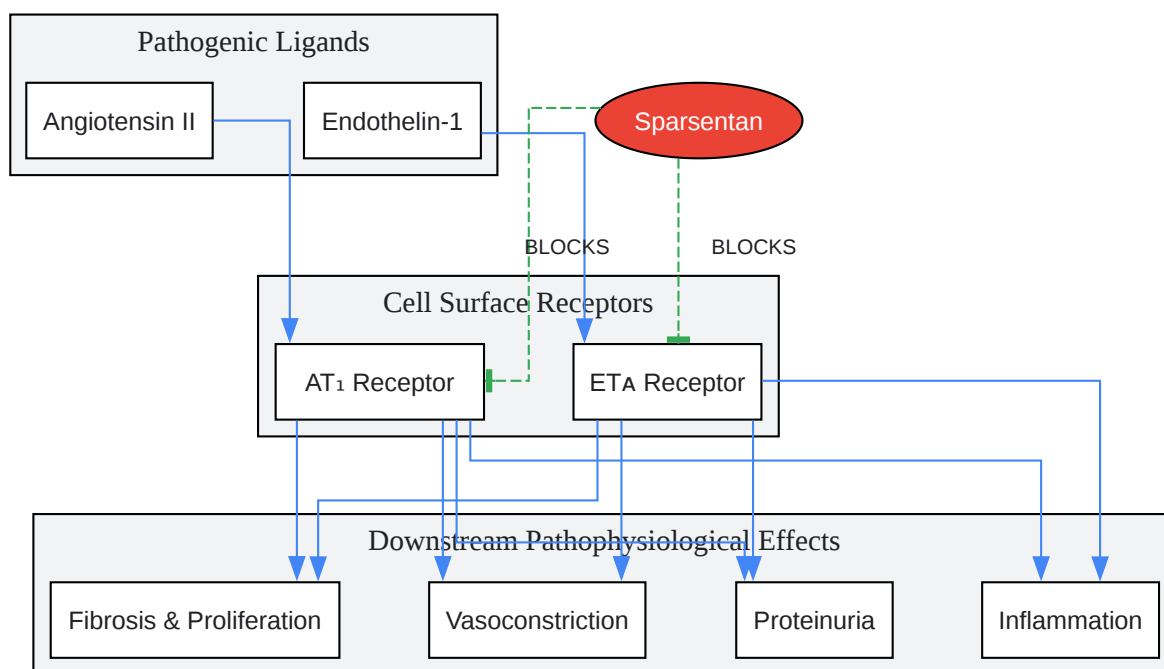 Pathogenic Ligands
Angiotensin II
Endothelin-1
Sparsentan
BLOCKS
BLOCKS
Cell Surface Receptors
AT₁ Receptor
ETᴀ Receptor
Downstream Pathophysiological Effects
Fibrosis & Proliferation
Vasoconstriction
Proteinuria
Inflammation